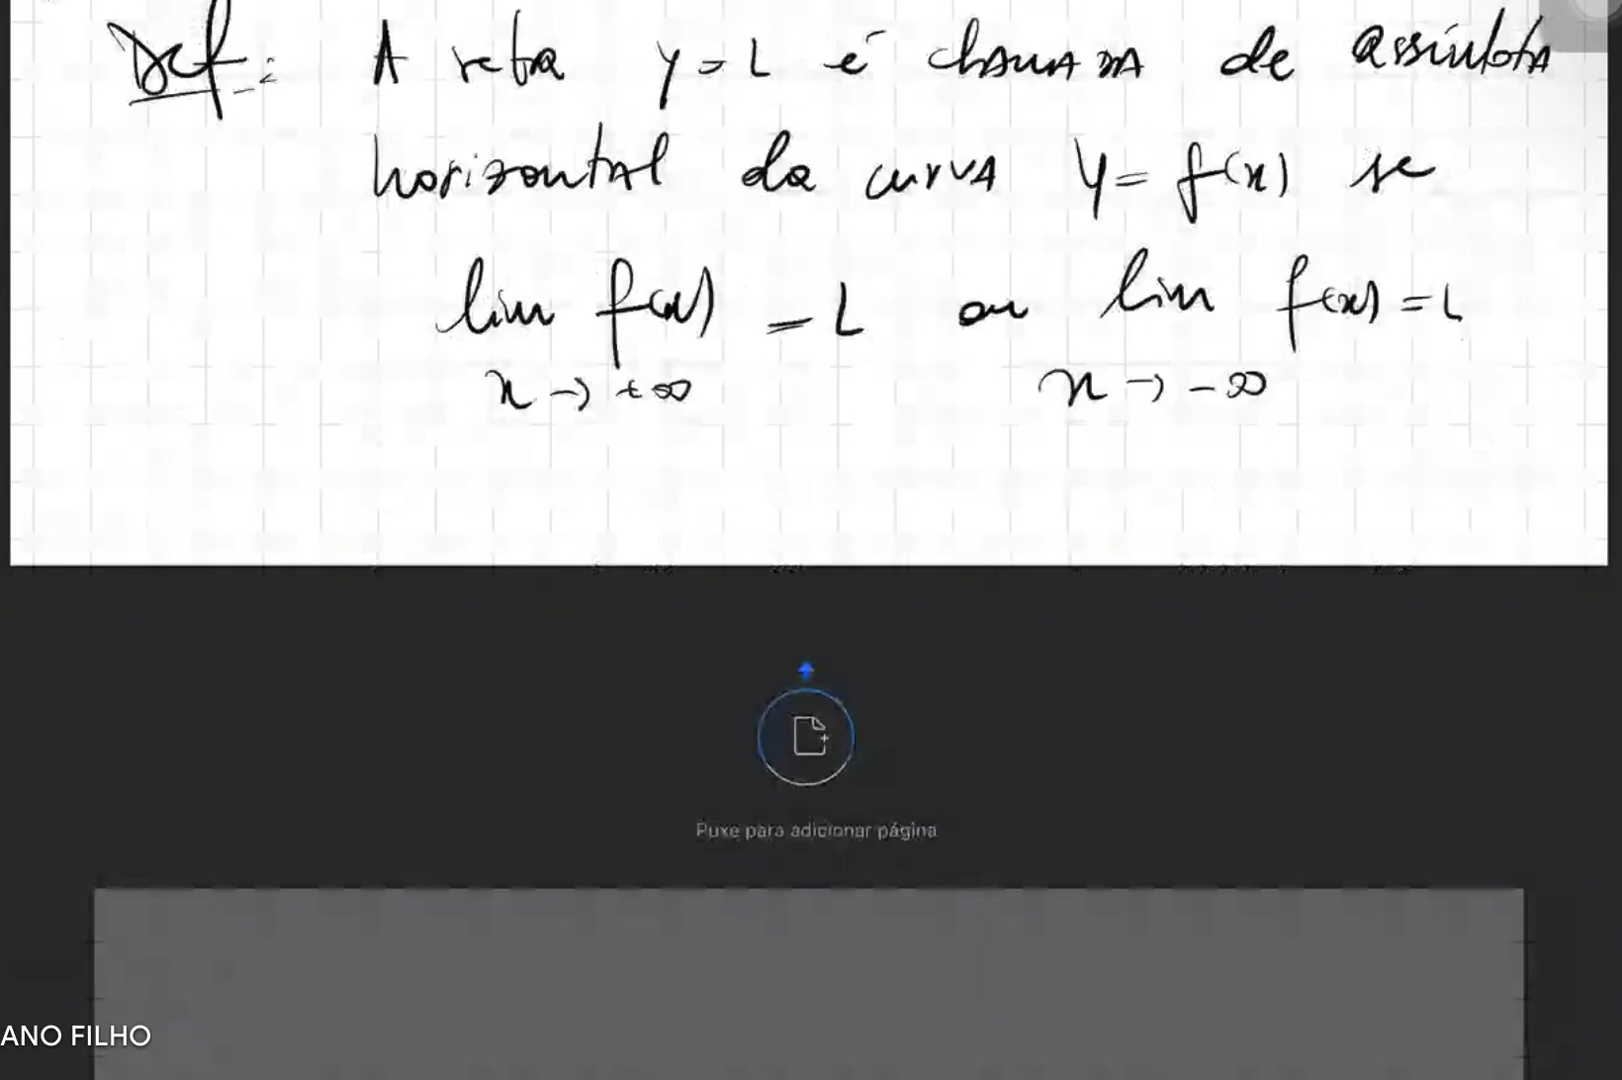 Def: A reta y = L é chamada de assíntota
horizontal da curva y = f(x) se
lim f(x) = L ou lim f(x) = L
x → +∞ x → -∞
Puxe para adicionar página
ANO FILHO